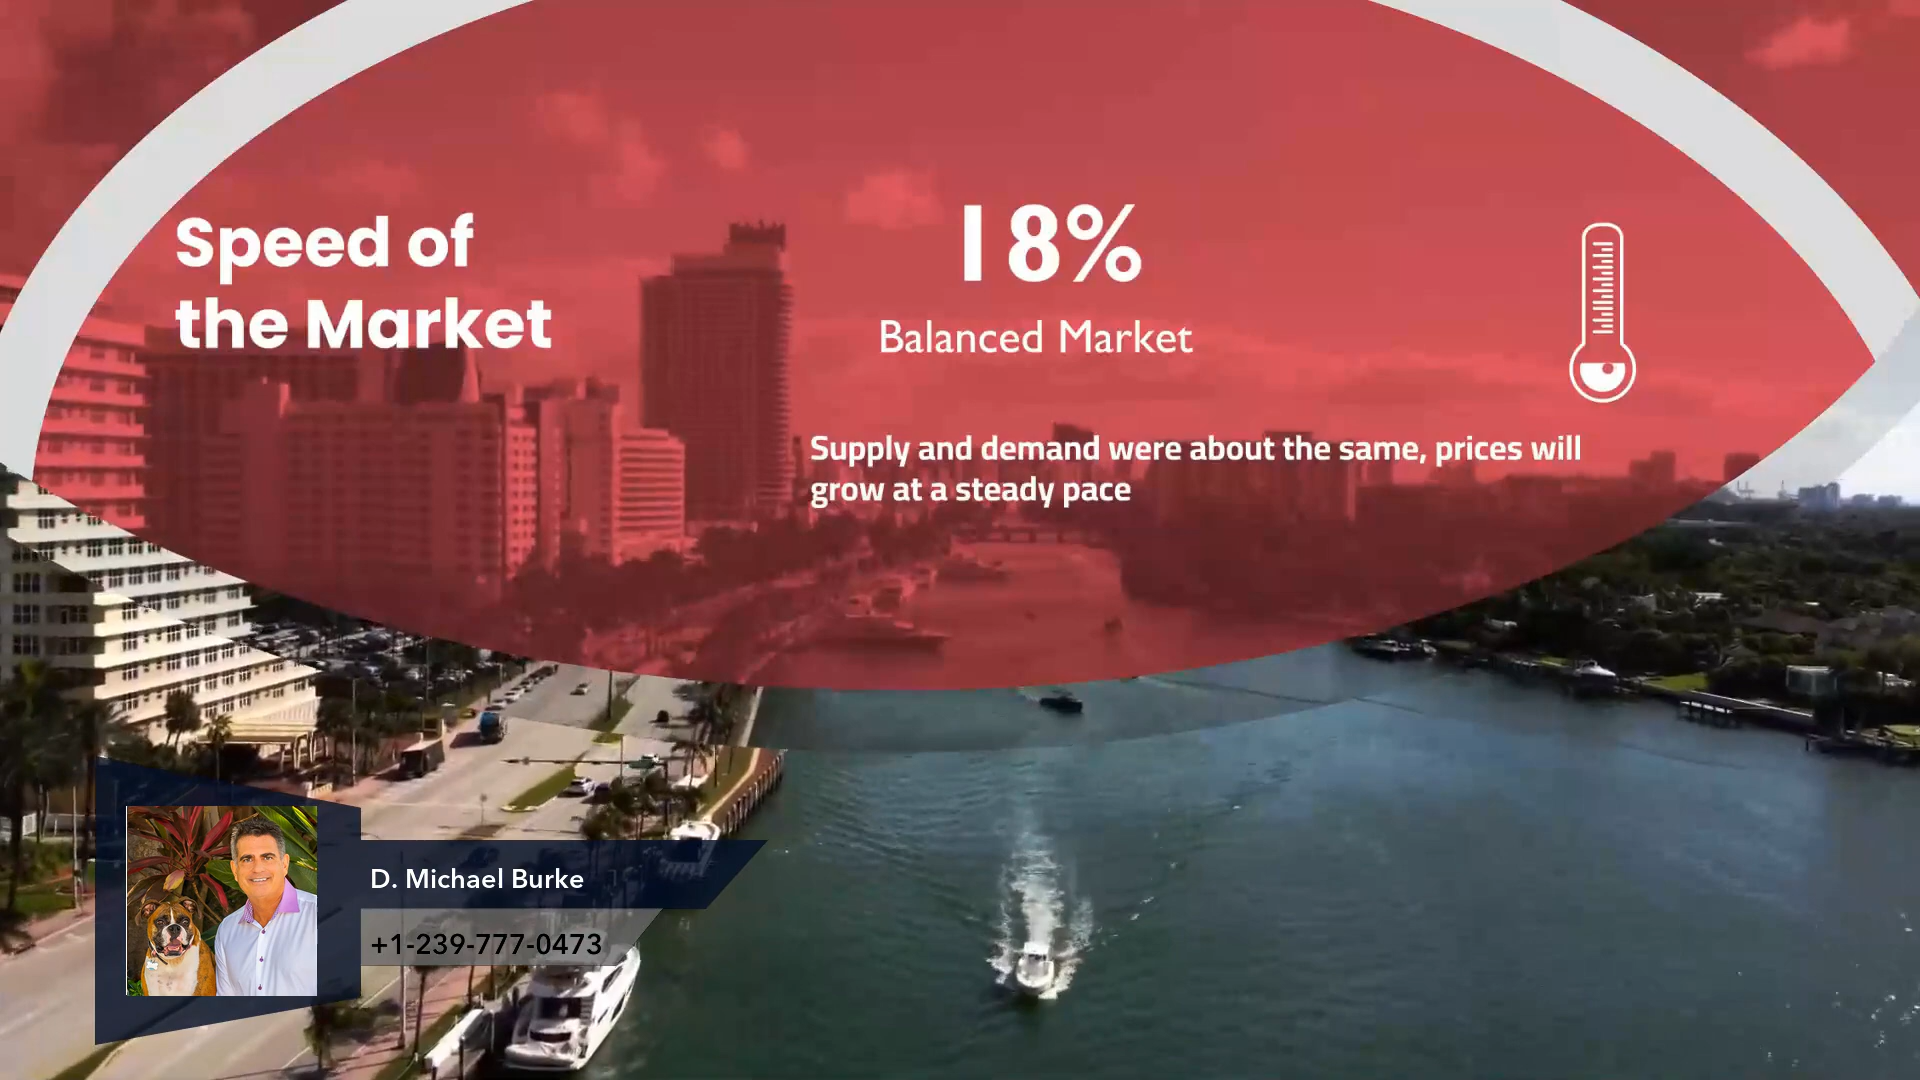 Speed of
the Market
18%
Balanced Market
Supply and demand were about the same, prices will
grow at a steady pace
D. Michael Burke
+1-239-777-0473